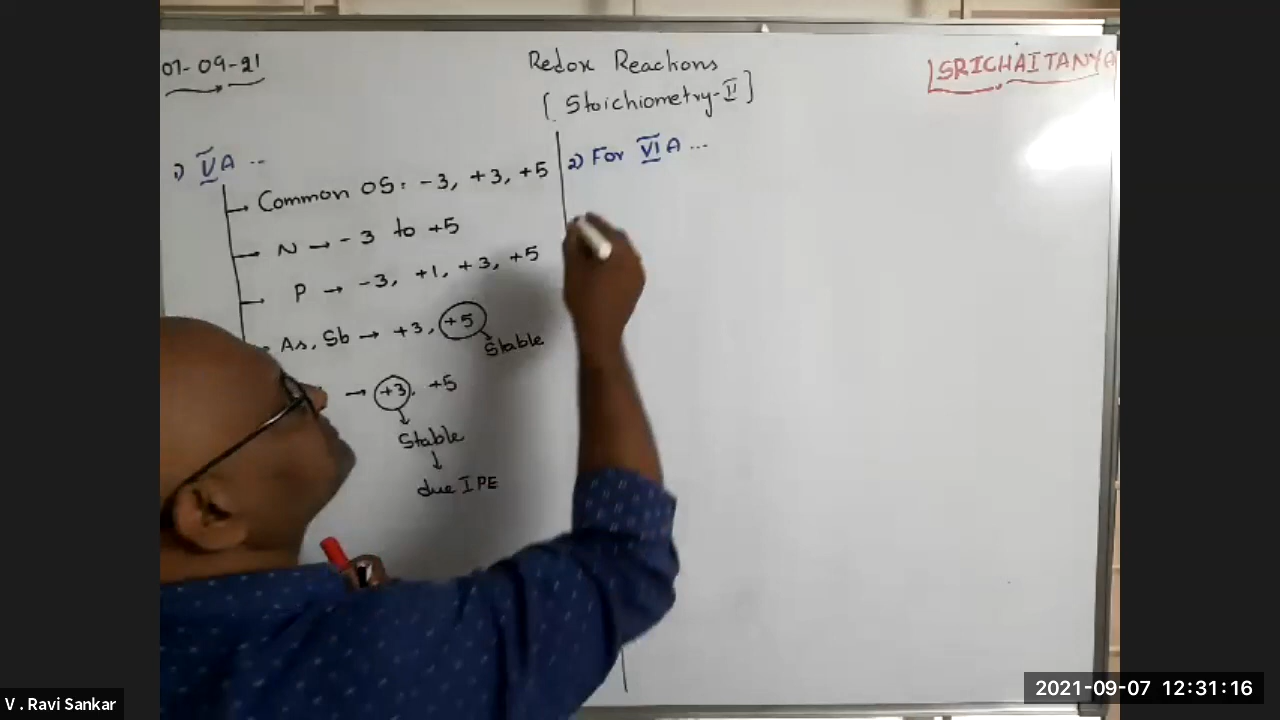 07-09-21
Redox Reactions
[Stoichiometry-II]
SRICHAITANYA
1) VA ..
Common OS: -3, +3, +5
N → -3 to +5
P → -3, +1, +3, +5
As, Sb → +3, +5
Stable
→ +3, +5
Stable
↓
due IPE
2) For VIA ...
V . Ravi Sankar
2021-09-07 12:31:16